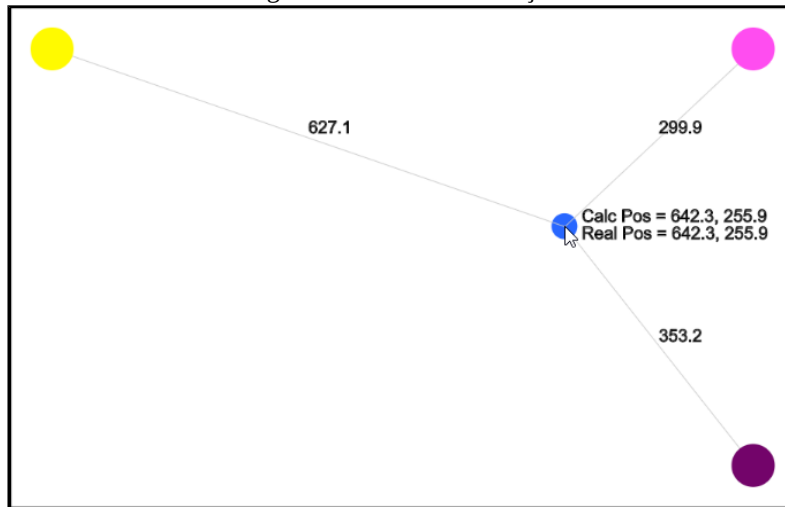 627.1
299.9
Calc Pos = 642.3, 255.9
Real Pos = 642.3, 255.9
353.2